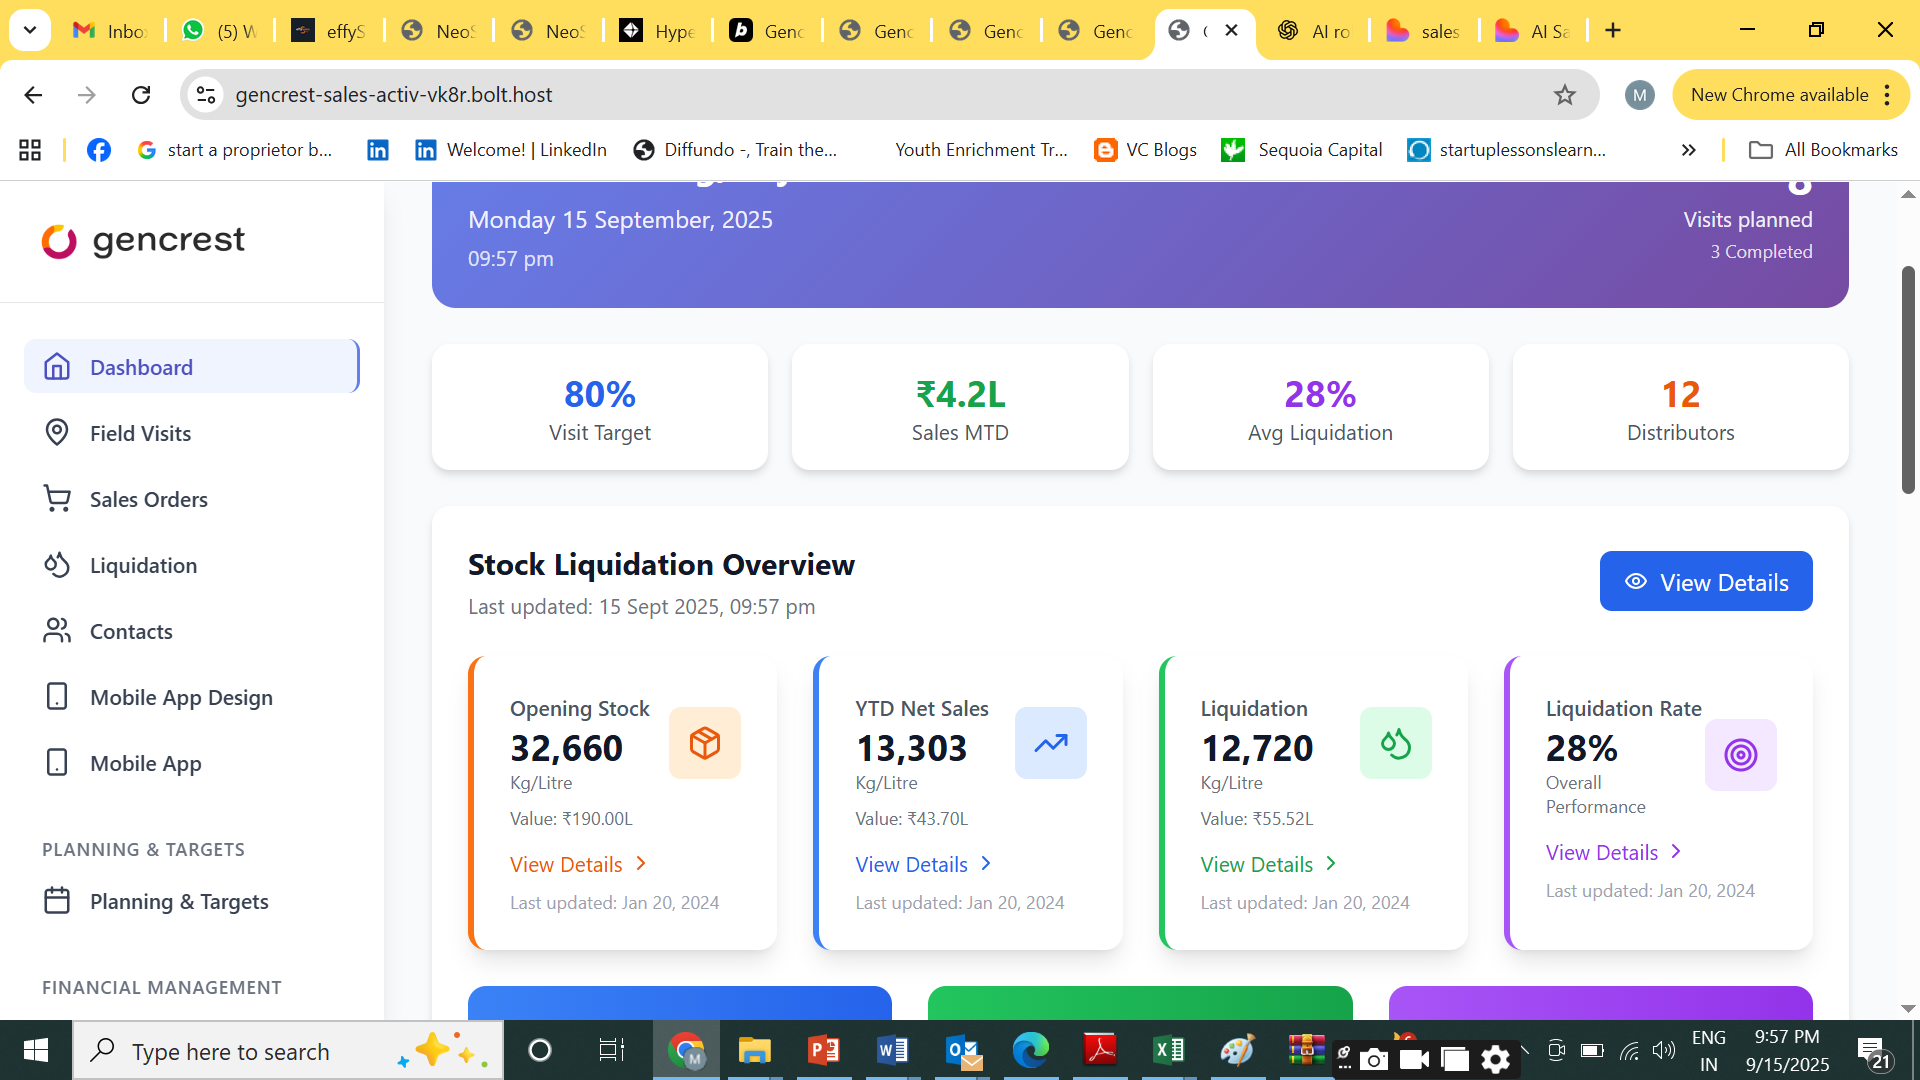 Inbo
(5) W
effyS
NeoS
NeoS
Hype
Genc
Genc
Genc
Genc
AI ro
sales
AI Sa
gencrest-sales-activ-vk8r.bolt.host
M
New Chrome available
start a proprietor b...
Welcome! | LinkedIn
Diffundo -, Train the...
Youth Enrichment Tr...
VC Blogs
Sequoia Capital
startuplessonslearn...
All Bookmarks
gencrest
Dashboard
Field Visits
Sales Orders
Liquidation
Contacts
Mobile App Design
Mobile App
PLANNING & TARGETS
Planning & Targets
FINANCIAL MANAGEMENT
Monday 15 September, 2025
09:57 pm
8
Visits planned
3 Completed
80%
Visit Target
₹4.2L
Sales MTD
28%
Avg Liquidation
12
Distributors
Stock Liquidation Overview
Last updated: 15 Sept 2025, 09:57 pm
View Details
Opening Stock
32,660
Kg/Litre
Value: ₹190.00L
View Details
Last updated: Jan 20, 2024
YTD Net Sales
13,303
Kg/Litre
Value: ₹43.70L
View Details
Last updated: Jan 20, 2024
Liquidation
12,720
Kg/Litre
Value: ₹55.52L
View Details
Last updated: Jan 20, 2024
Liquidation Rate
28%
Overall
Performance
View Details
Last updated: Jan 20, 2024
Type here to search
ENG
IN
9:57 PM
9/15/2025
21